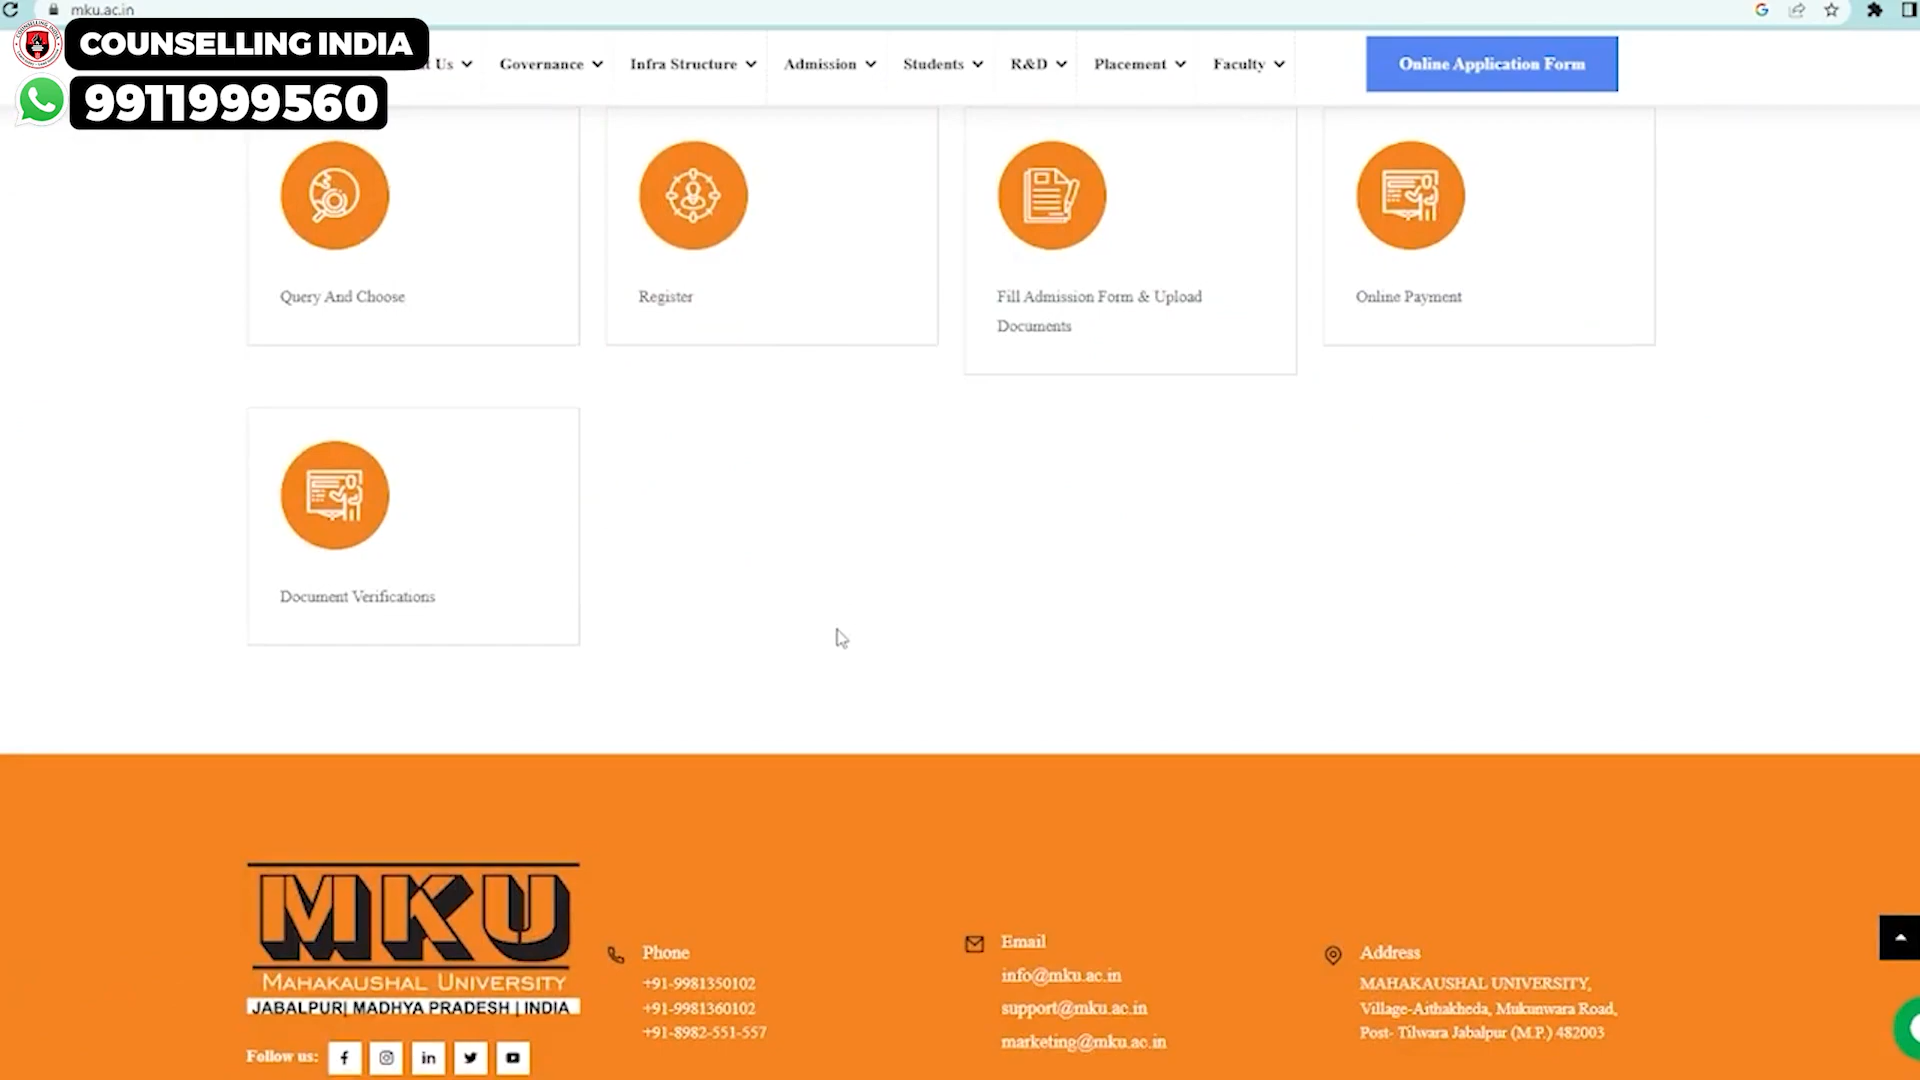 mku.ac.in
COUNSELLING INDIA
9911999560
t Us
Governance
Infra Structure
Admission
Students
R&D
Placement
Faculty
Online Application Form
Query And Choose
Register
Fill Admission Form & Upload
Documents
Online Payment
Document Verifications
MKU
MAHAKAUSHAL UNIVERSITY
JABALPUR| MADHYA PRADESH | INDIA
Follow us:
Phone
+91-9981350102
+91-9981360102
+91-8982-551-557
Email
info@mku.ac.in
support@mku.ac.in
marketing@mku.ac.in
Address
MAHAKAUSHAL UNIVERSITY,
Village-Aithakheda, Mukunwara Road,
Post- Tilwara Jabalpur (M.P.) 482003